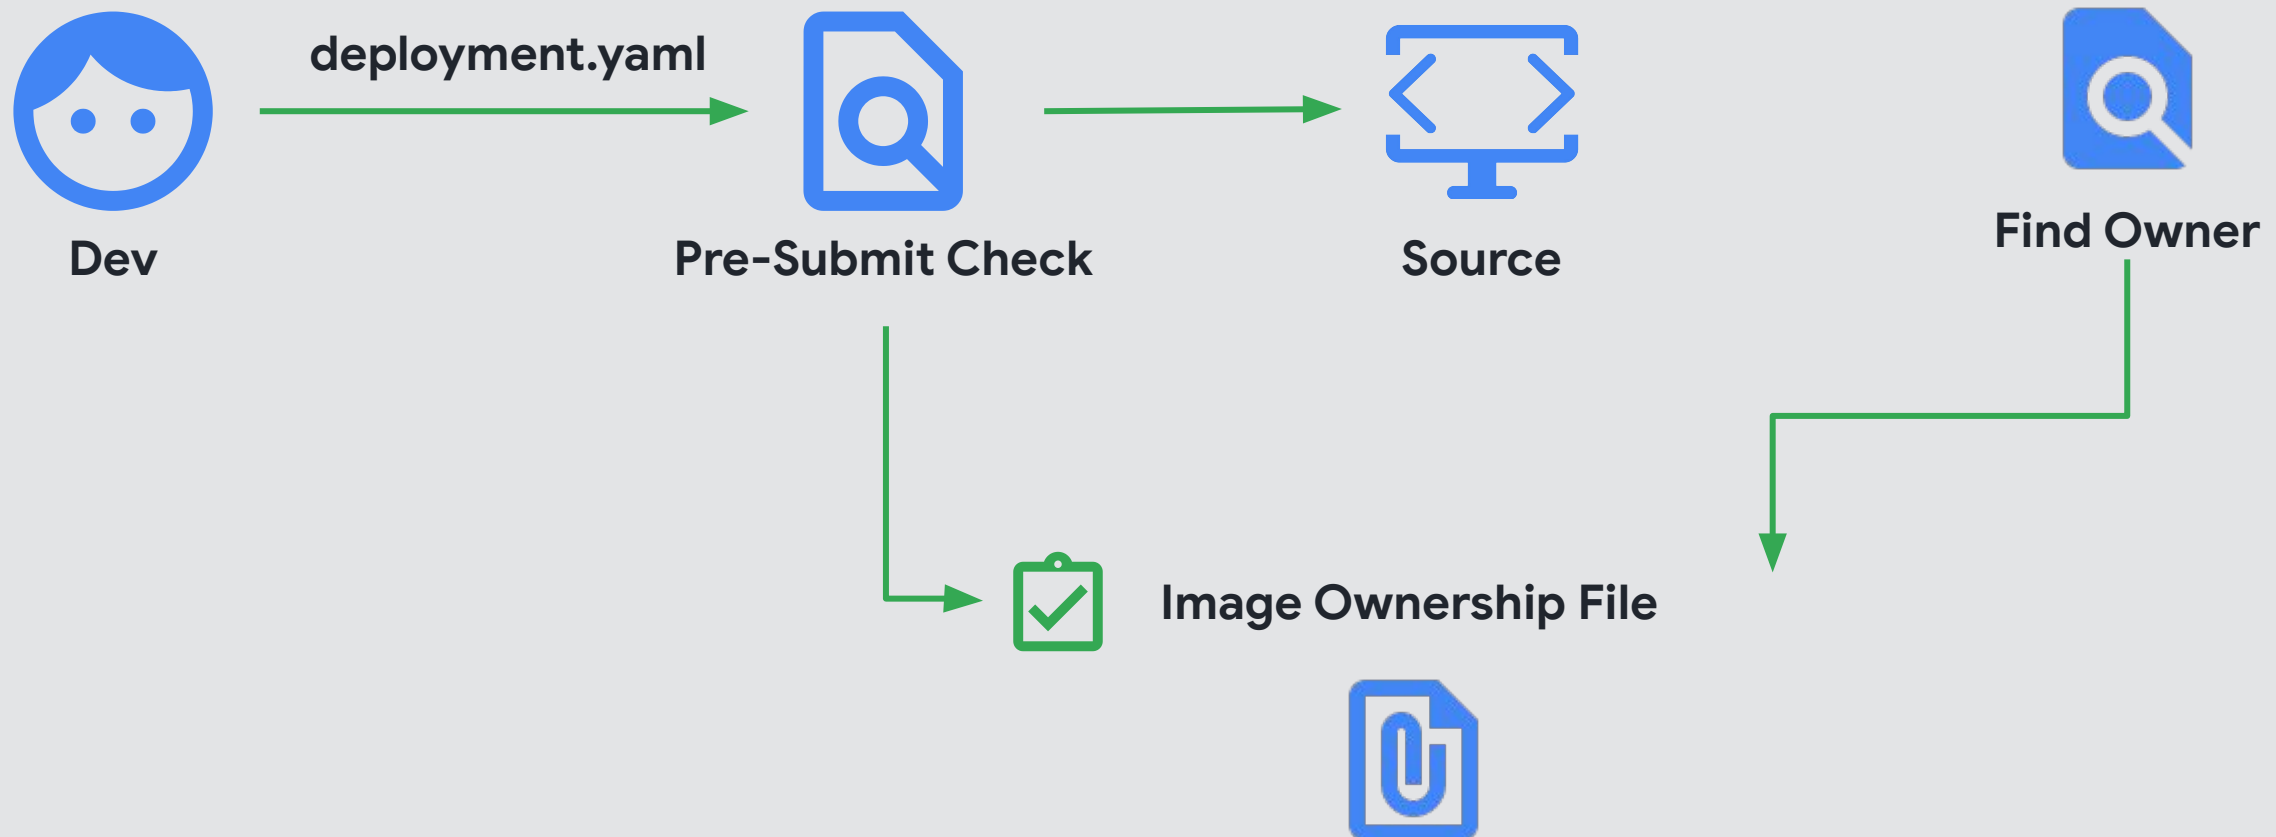 deployment.yaml
Dev
Pre-Submit Check
Source
Find Owner
Image Ownership File